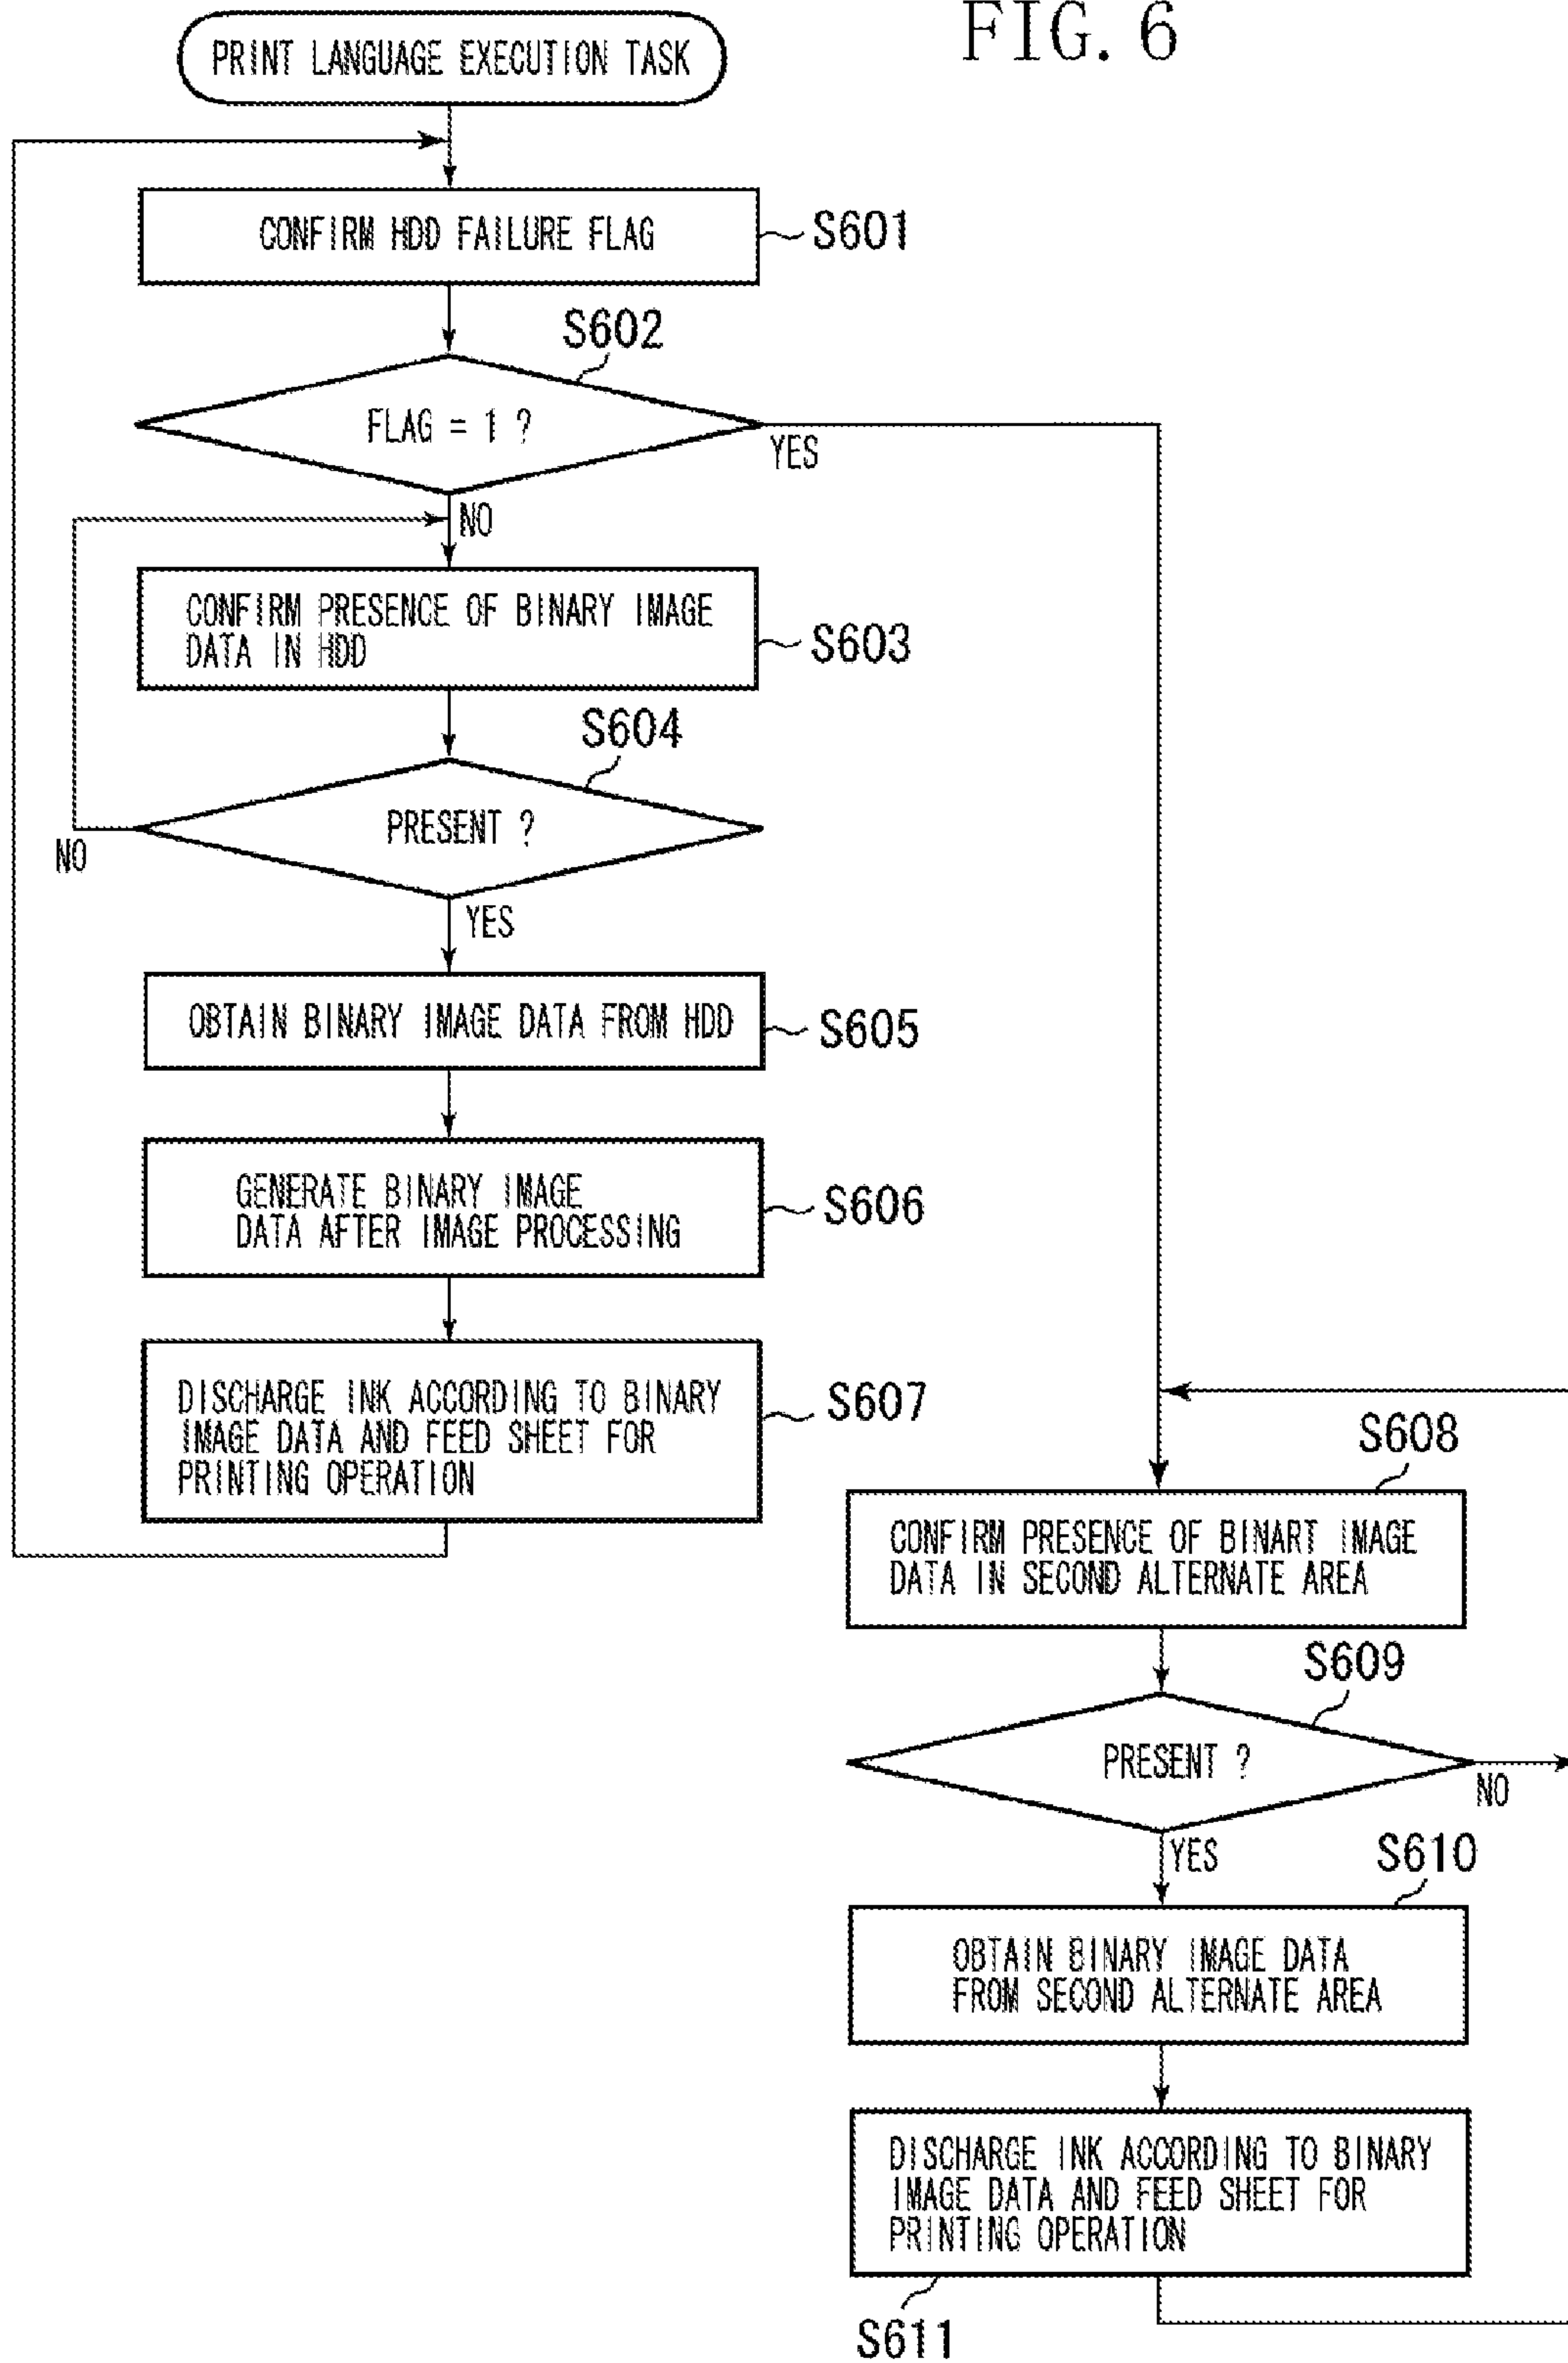 FIG. 6
PRINT LANGUAGE EXECUTION TASK
CONFIRM HDD FAILURE FLAG
S601
S602
FLAG = 1 ?
YES
NO
CONFIRM PRESENCE OF BINARY IMAGE
DATA IN HDD
S603
S604
PRESENT ?
NO
YES
OBTAIN BINARY IMAGE DATA FROM HDD
S605
GENERATE BINARY IMAGE
DATA AFTER IMAGE PROCESSING
S606
DISCHARGE INK ACCORDING TO BINARY
IMAGE DATA AND FEED SHEET FOR
PRINTING OPERATION
S607
S608
CONFIRM PRESENCE OF BINART IMAGE
DATA IN SECOND ALTERNATE AREA
S609
PRESENT ?
NO
YES
S610
OBTAIN BINARY IMAGE DATA
FROM SECOND ALTERNATE AREA
DISCHARGE INK ACCORDING TO BINARY
IMAGE DATA AND FEED SHEET FOR
PRINTING OPERATION
S611